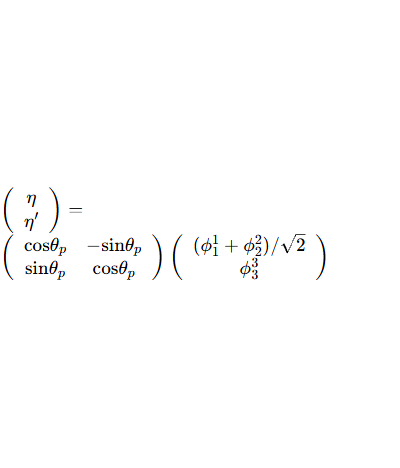 ( η
η′ ) =
( cosθ_p −sinθ_p
sinθ_p cosθ_p ) ( (ϕ^1_1 + ϕ^2_2)/√2
ϕ^3_3 )